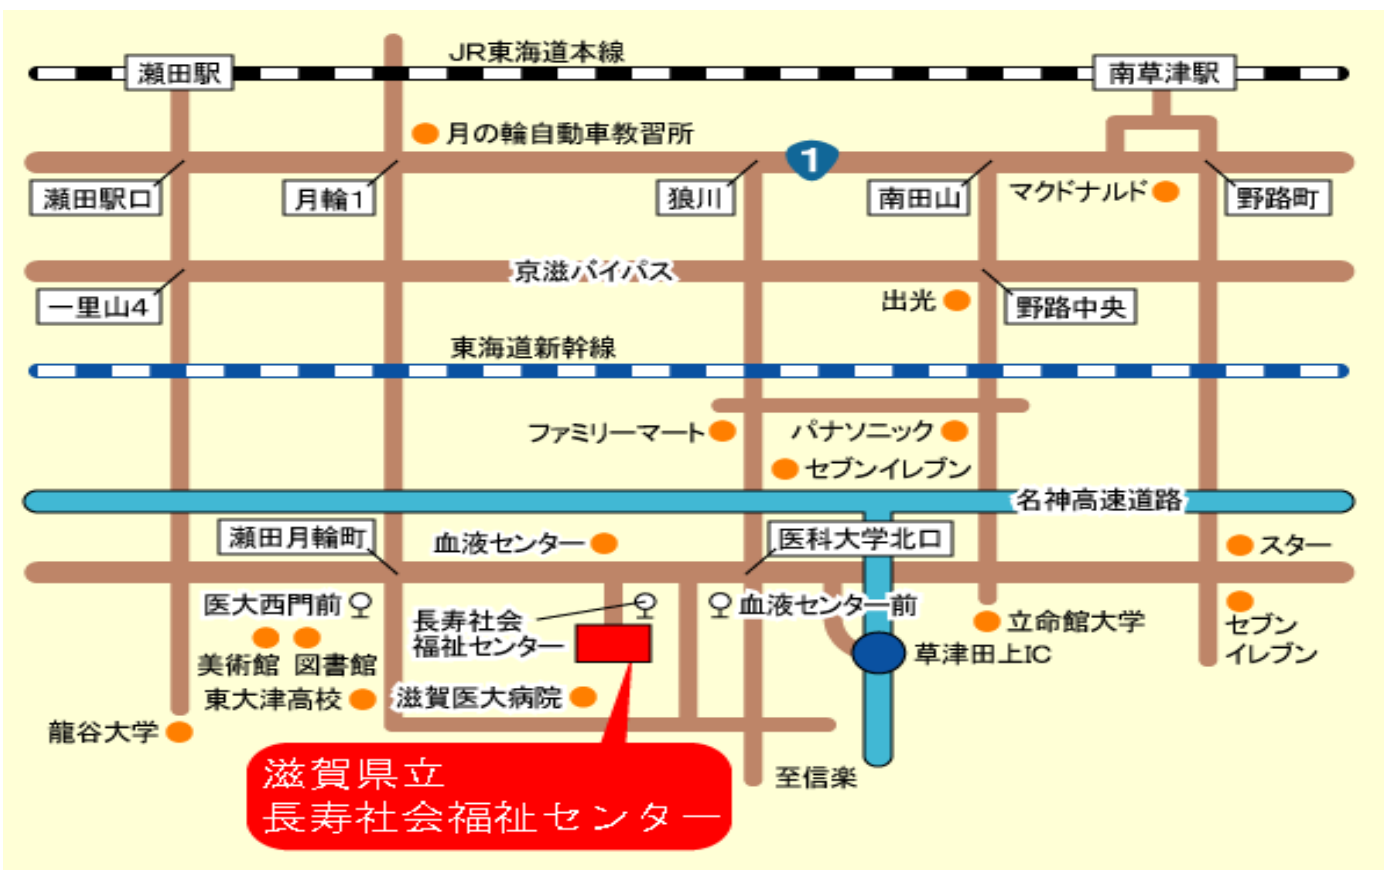 JR東海道本線
瀬田駅
南草津駅
月の輪自動車教習所
1
瀬田駅口
月輪1
狼川
南田山
マクドナルド
野路町
京滋バイパス
一里山4
出光
野路中央
東海道新幹線
ファミリーマート
パナソニック
セブンイレブン
名神高速道路
瀬田月輪町
血液センター
医科大学北口
スター
医大西門前
長寿社会
福祉センター
血液センター前
立命館大学
セブン
イレブン
美術館
図書館
草津田上IC
東大津高校
滋賀医大病院
龍谷大学
至信楽
滋賀県立
長寿社会福祉センター